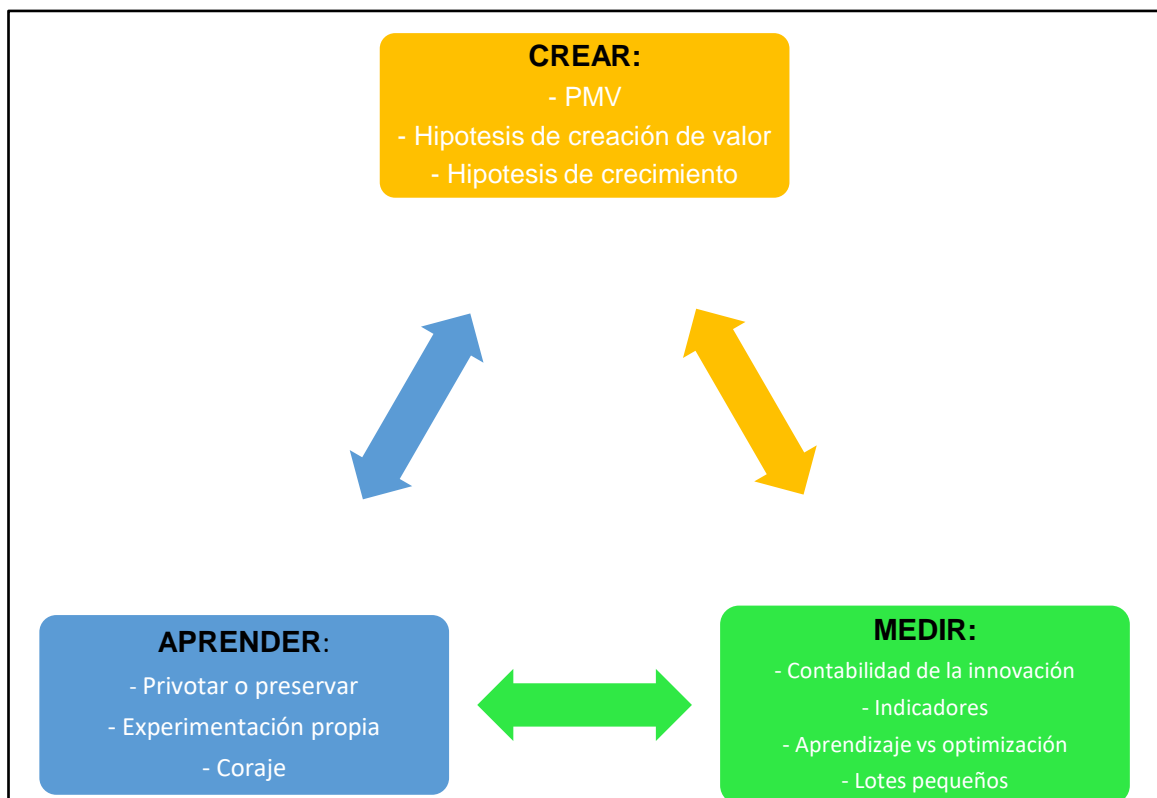 CREAR:
- PMV
- Hipotesis de creación de valor
- Hipotesis de crecimiento
APRENDER:
- Privotar o preservar
- Experimentación propia
- Coraje
MEDIR:
- Contabilidad de la innovación
- Indicadores
- Aprendizaje vs optimización
- Lotes pequeños